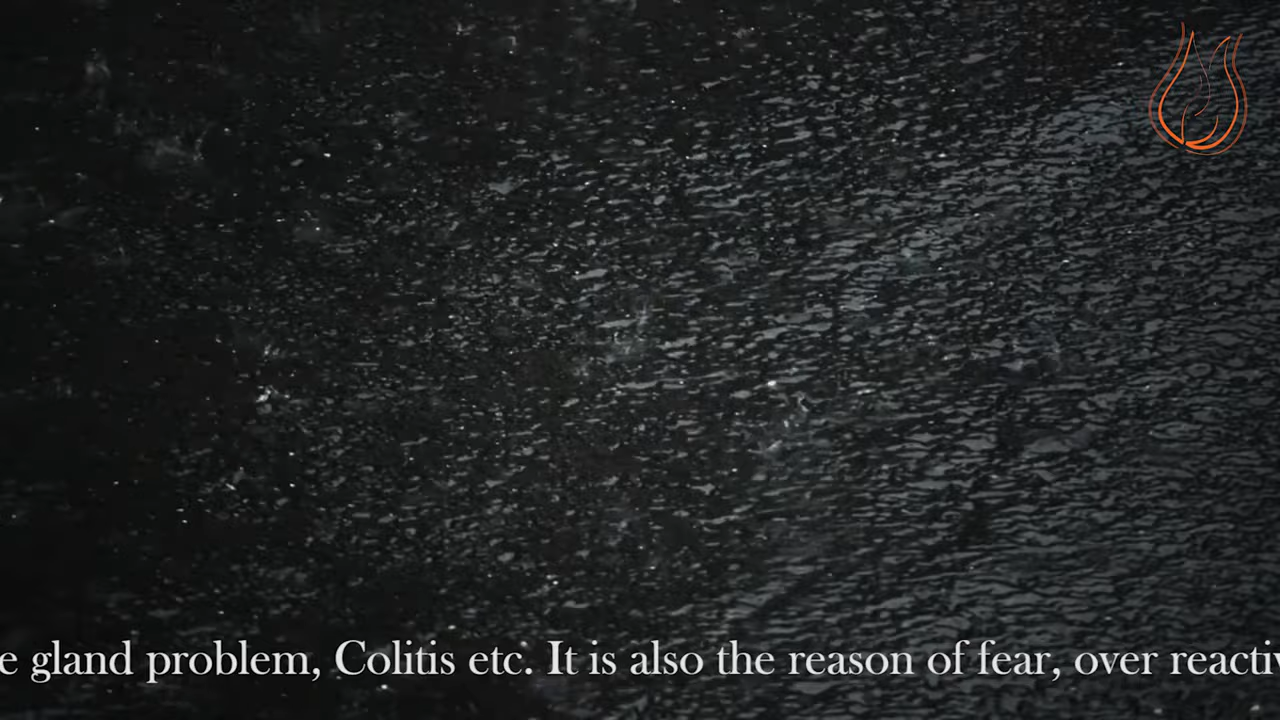 e gland problem, Colitis etc. It is also the reason of fear, over reactiv